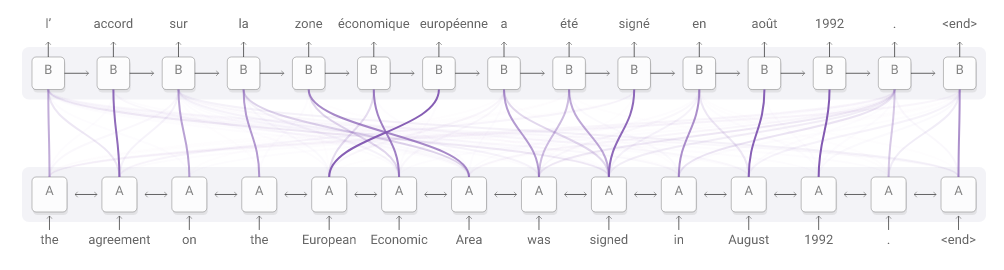 l' accord sur la zone économique européenne a été signé en août 1992 . <end>
B B B B B B B B B B B B B B B
A A A A A A A A A A A A A A
the agreement on the European Economic Area was signed in August 1992 . <end>